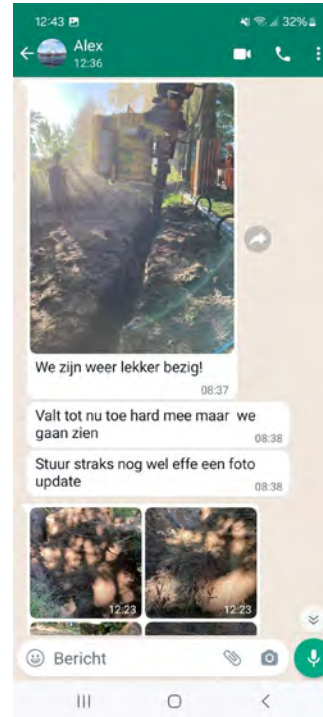 12:43 32%
Alex
12:36
We zijn weer lekker bezig!
08:37
Valt tot nu toe hard mee maar we
gaan zien
08:38
Stuur straks nog wel effe een foto
update
08:38
12:23 12:23
Bericht